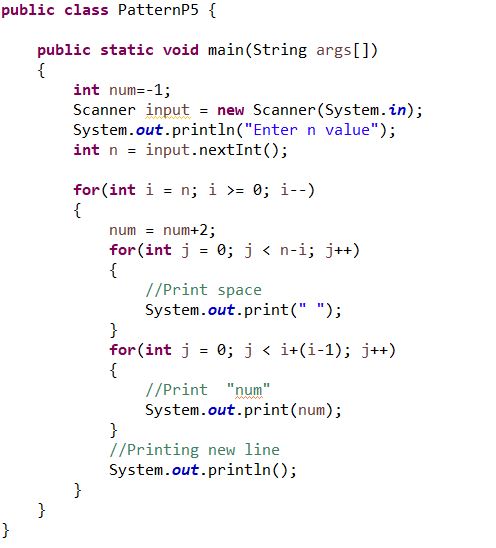 public class PatternP5 {
public static void main(String args[])
{
int num=-1;
Scanner input = new Scanner(System.in);
System.out.println("Enter n value");
int n = input.nextInt();
for(int i = n; i >= 0; i--)
{
num = num+2;
for(int j = 0; j < n-i; j++)
{
//Print space
System.out.print(" ");
}
for(int j = 0; j < i+(i-1); j++)
{
//Print  "num"
System.out.print(num);
}
//Printing new line
System.out.println();
}
}
}